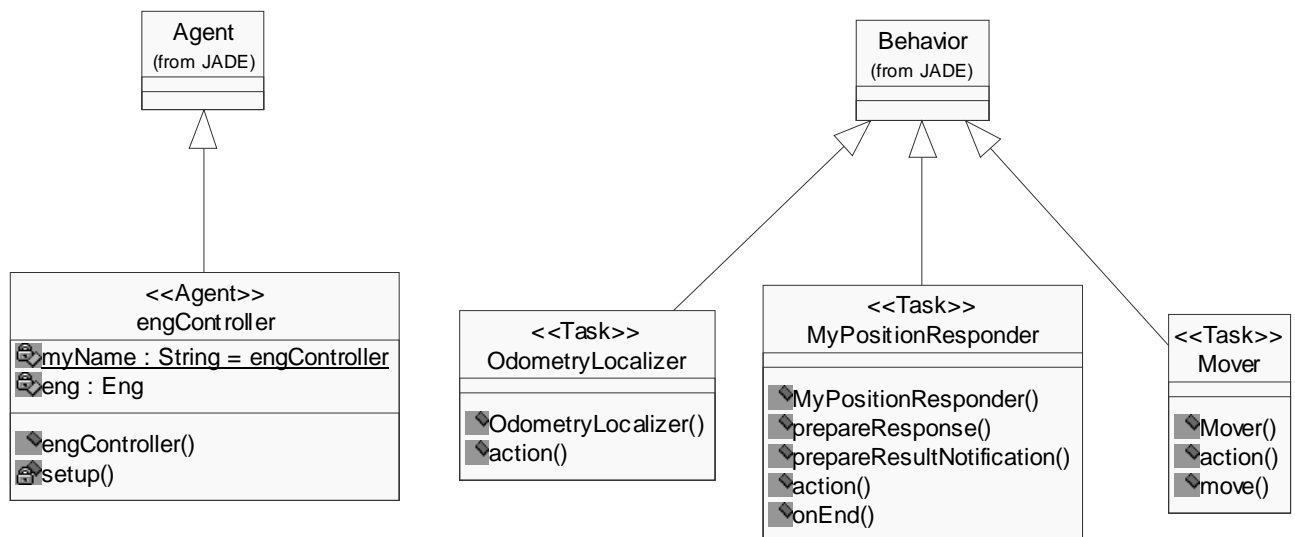 Agent
(from JADE)
Behavior
(from JADE)
<<Agent>>
engController
myName : String = engController
eng : Eng
engController()
setup()
<<Task>>
OdometryLocalizer
OdometryLocalizer()
action()
<<Task>>
MyPositionResponder
MyPositionResponder()
prepareResponse()
prepareResultNotification()
action()
onEnd()
<<Task>>
Mover
Mover()
action()
move()